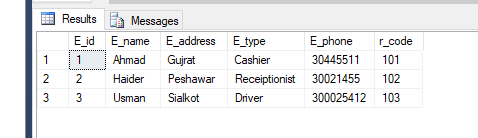 Results Messages
E_id E_name E_address E_type E_phone r_code
1 1 Ahmad Gujrat Cashier 30445511 101
2 2 Haider Peshawar Receiptionist 30021455 102
3 3 Usman Sialkot Driver 300025412 103